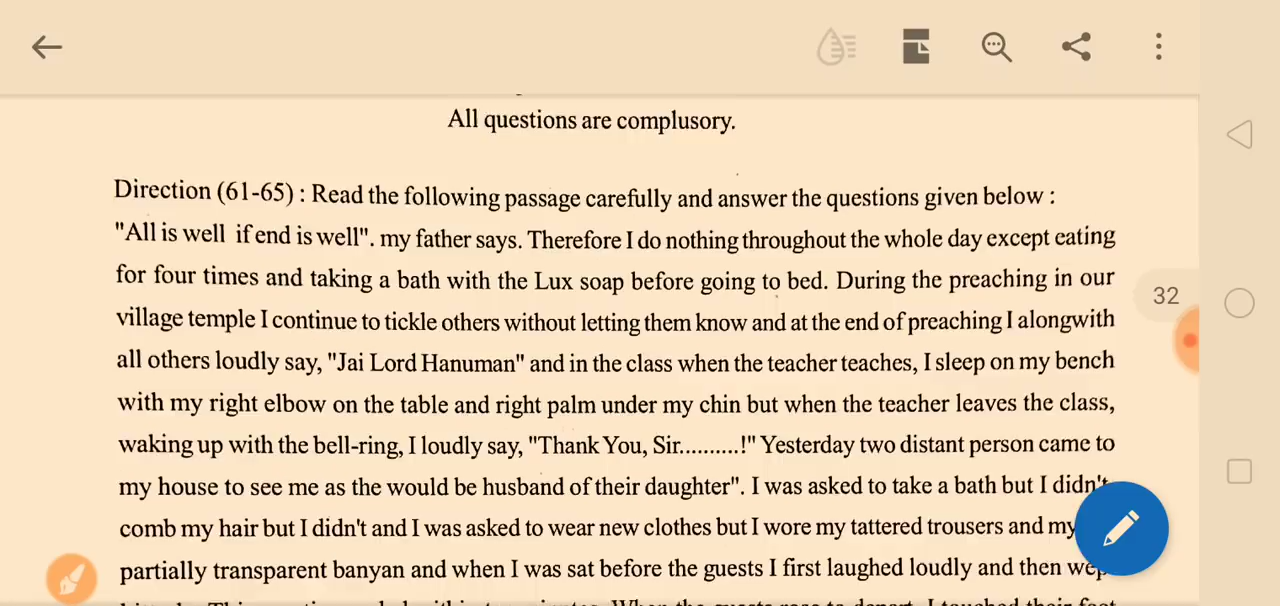 All questions are complusory.
32
Direction (61-65) : Read the following passage carefully and answer the questions given below :
"All is well if end is well". my father says. Therefore I do nothing throughout the whole day except eating
for four times and taking a bath with the Lux soap before going to bed. During the preaching in our
village temple I continue to tickle others without letting them know and at the end of preaching I alongwith
all others loudly say, "Jai Lord Hanuman" and in the class when the teacher teaches, I sleep on my bench
with my right elbow on the table and right palm under my chin but when the teacher leaves the class,
waking up with the bell-ring, I loudly say, "Thank You, Sir..........!" Yesterday two distant person came to
my house to see me as the would be husband of their daughter". I was asked to take a bath but I didn't
comb my hair but I didn't and I was asked to wear new clothes but I wore my tattered trousers and my
partially transparent banyan and when I was sat before the guests I first laughed loudly and then
When the guests rose to depart, I touched their feet